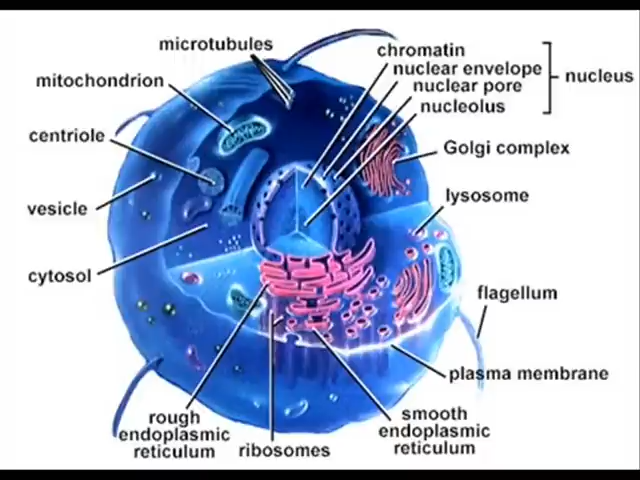 microtubules
mitochondrion
centriole
vesicle
cytosol
chromatin
nuclear envelope
nuclear pore
nucleolus
nucleus
Golgi complex
lysosome
flagellum
plasma membrane
rough
endoplasmic
reticulum
ribosomes
smooth
endoplasmic
reticulum